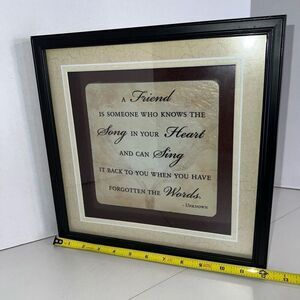 A Friend
IS SOMEONE WHO KNOWS THE
Song IN YOUR Heart
AND CAN Sing
IT BACK TO YOU WHEN YOU HAVE
FORGOTTEN THE Words.
- UNKNOWN